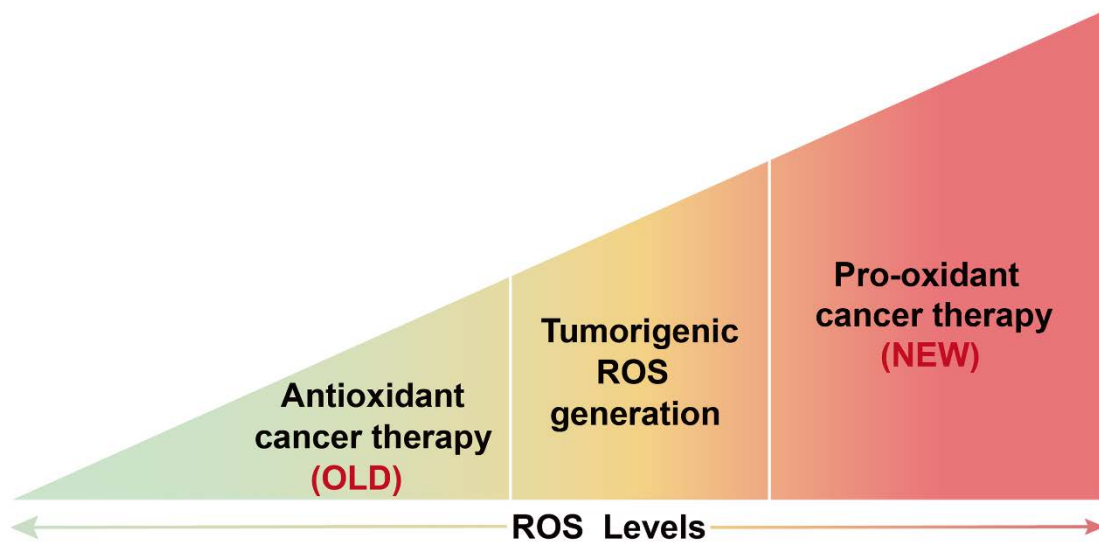 Antioxidant
cancer therapy
(OLD)
Tumorigenic
ROS
generation
Pro-oxidant
cancer therapy
(NEW)
ROS Levels